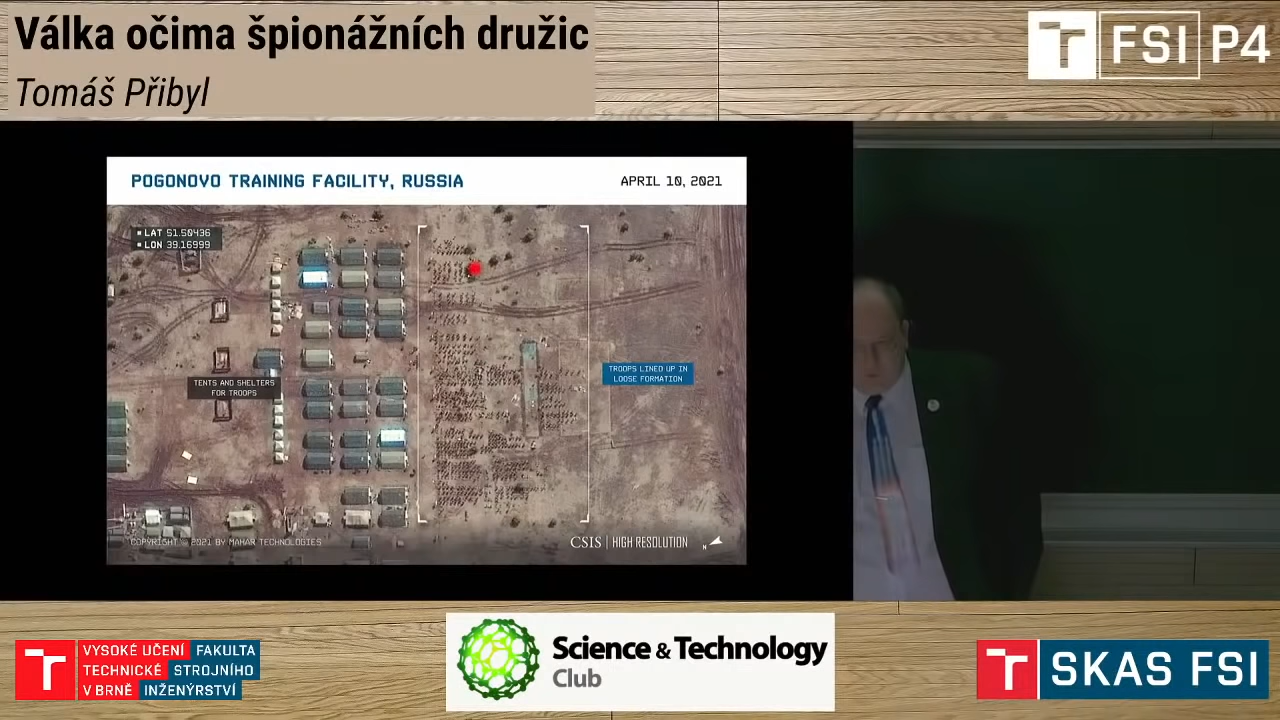 Válka očima špionážních družic
Tomáš Přibyl
FSI P4
POGONOVO TRAINING FACILITY, RUSSIA
APRIL 10, 2021
LAT 51.50436
LON 39.16999
TENTS AND SHELTERS
FOR TROOPS
TROOPS LINED UP IN
LOOSE FORMATION
COPYRIGHT © 2021 BY MAXAR TECHNOLOGIES
CSIS | HIGH RESOLUTION
N
VYSOKÉ UČENÍ FAKULTA
TECHNICKÉ STROJNÍHO
V BRNĚ INŽENÝRSTVÍ
Science & Technology
Club
SKAS FSI